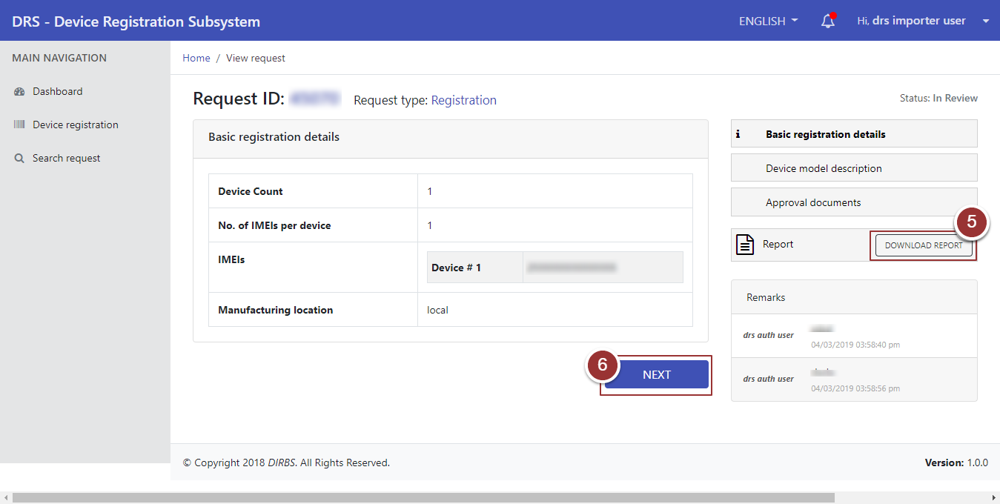 DRS - Device Registration Subsystem
ENGLISH
Hi, drs importer user
MAIN NAVIGATION
Dashboard
Device registration
Search request
Home / View request
Request ID:
Request type: Registration
Status: In Review
Basic registration details
Device Count 1
No. of IMEIs per device 1
IMEIs Device # 1
Manufacturing location local
6
NEXT
i Basic registration details
Device model description
Approval documents
5
Report DOWNLOAD REPORT
Remarks
drs auth user
04/03/2019 03:58:40 pm
drs auth user
04/03/2019 03:58:56 pm
© Copyright 2018 DIRBS. All Rights Reserved.
Version: 1.0.0